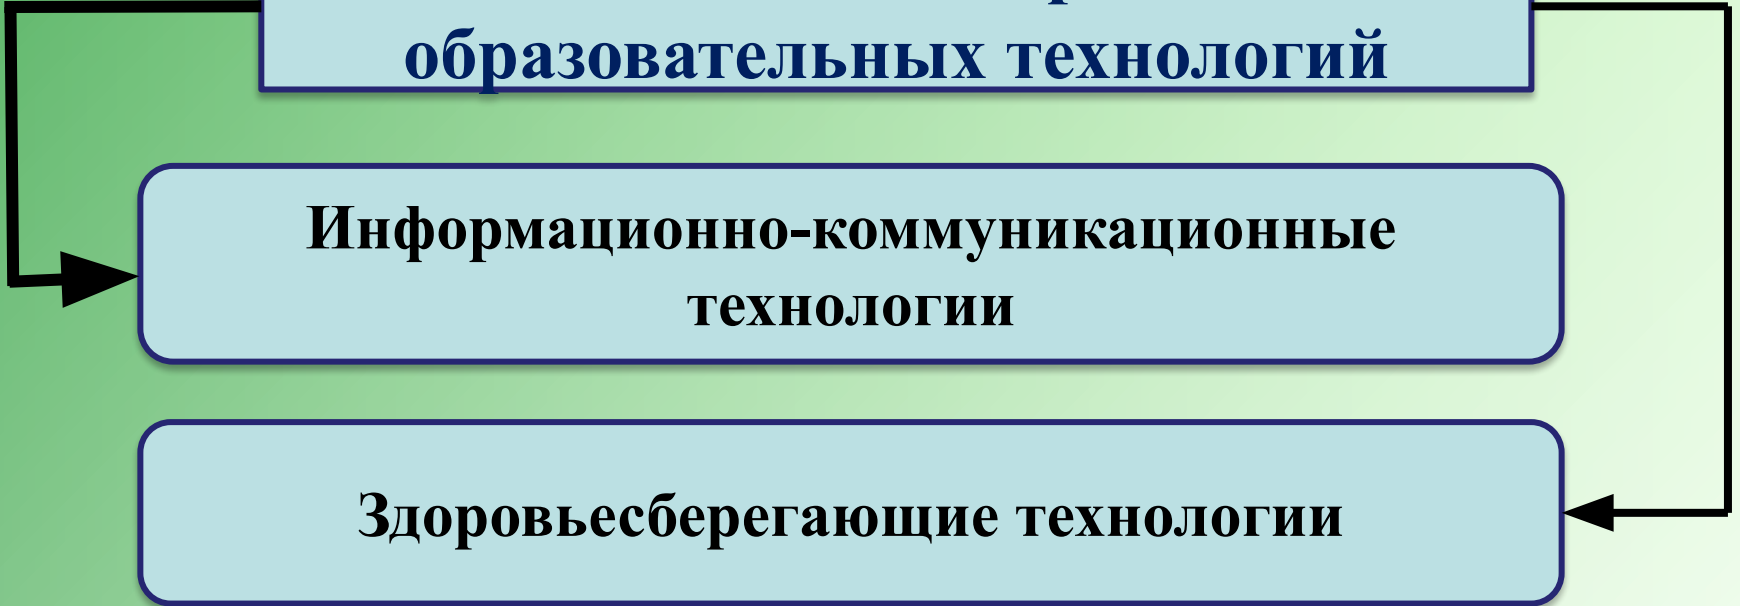 образовательных технологий
Информационно-коммуникационные
технологии
Здоровьесберегающие технологии